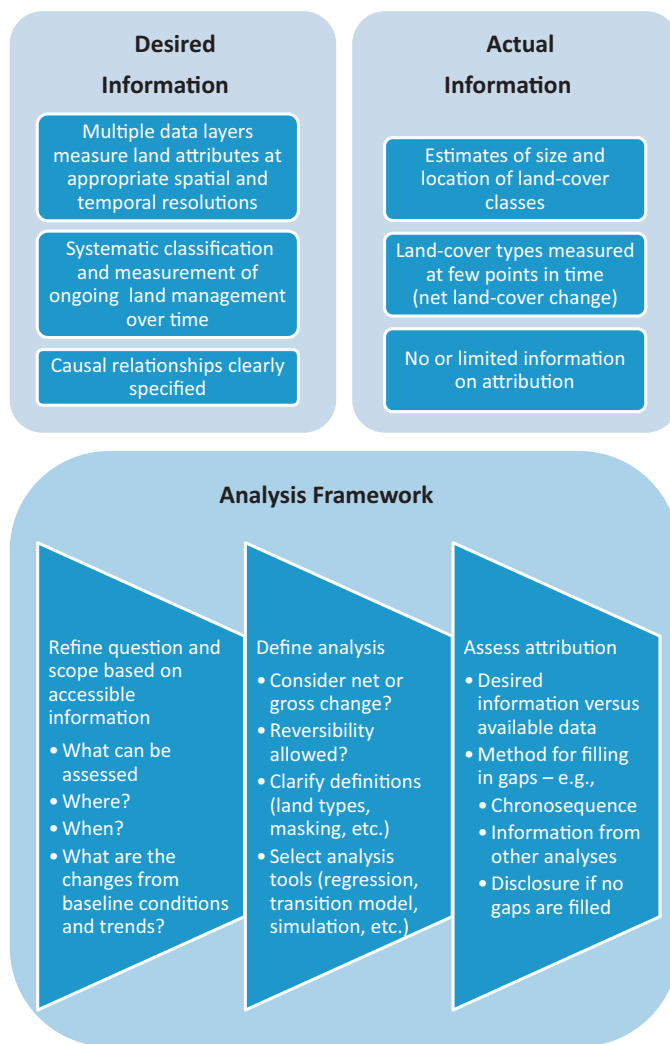 Desired
Information
Multiple data layers
measure land attributes at
appropriate spatial and
temporal resolutions
Systematic classification
and measurement of
ongoing land management
over time
Causal relationships clearly
specified
Actual
Information
Estimates of size and
location of land-cover
classes
Land-cover types measured
at few points in time
(net land-cover change)
No or limited information
on attribution
Analysis Framework
Refine question and
scope based on
accessible
information
• What can be
assessed
• Where?
• When?
• What are the
changes from
baseline conditions
and trends?
Define analysis
• Consider net or
gross change?
• Reversibility
allowed?
• Clarify definitions
(land types,
masking, etc.)
• Select analysis
tools (regression,
transition model,
simulation, etc.)
Assess attribution
• Desired
information versus
available data
• Method for filling
in gaps – e.g.,
• Chronosequence
• Information from
other analyses
• Disclosure if no
gaps are filled